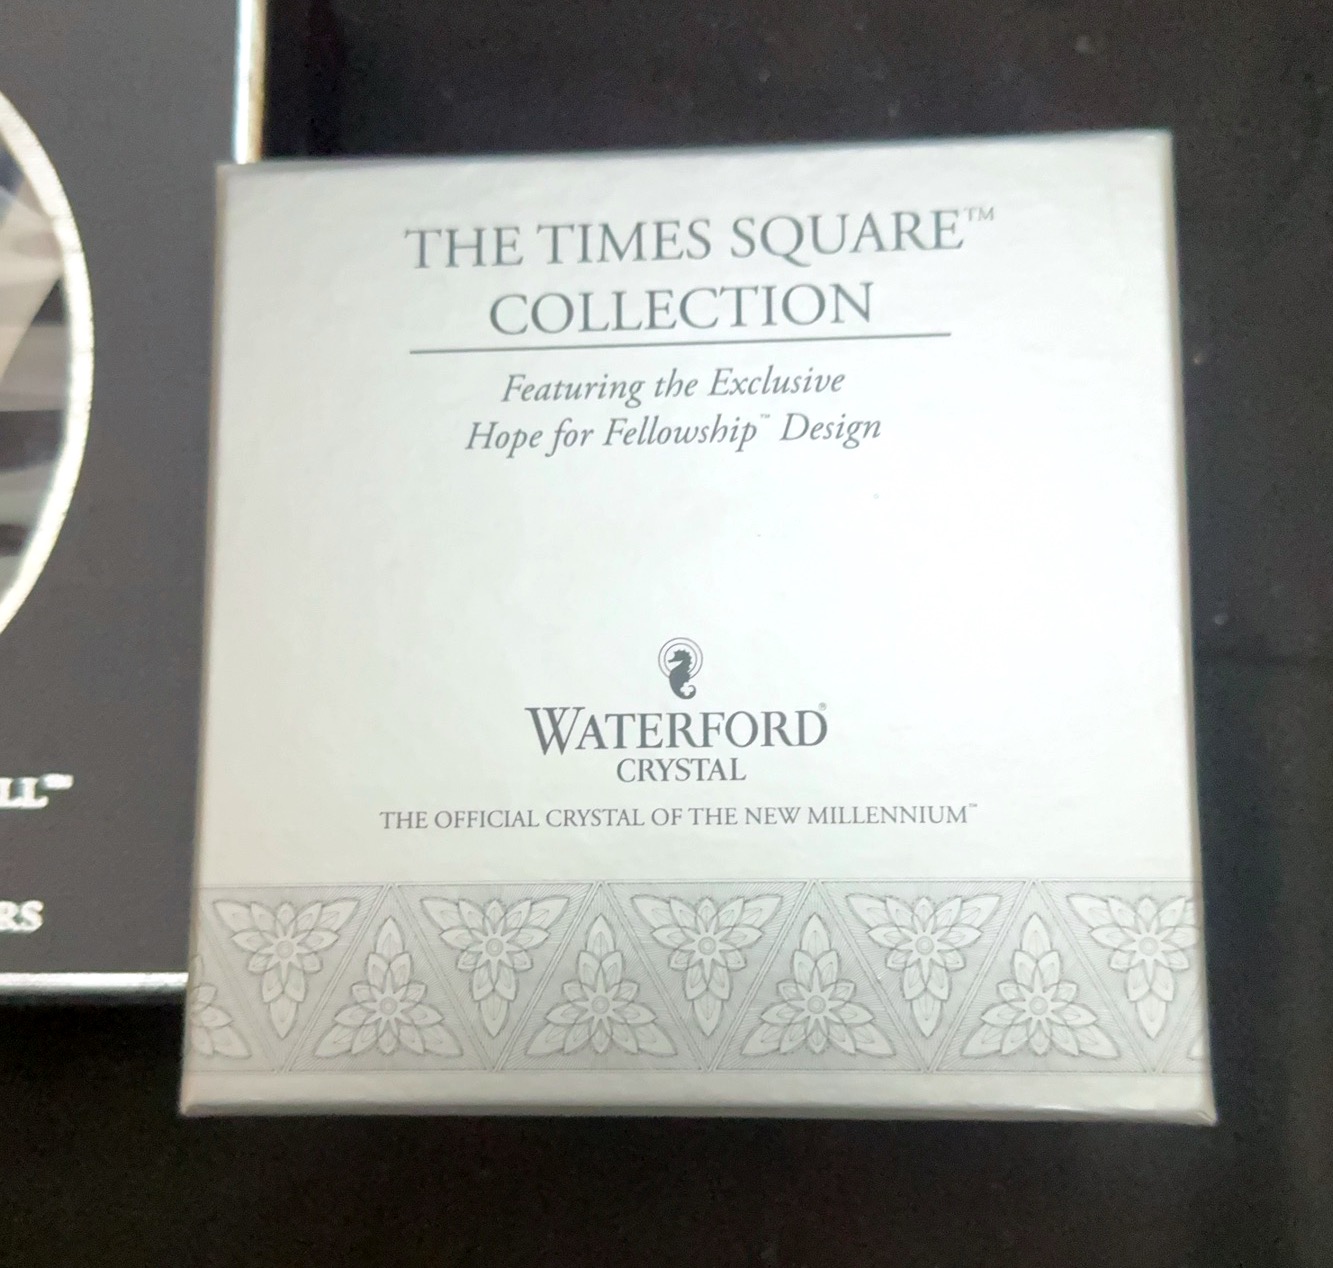 THE TIMES SQUARE™
COLLECTION
Featuring the Exclusive
Hope for Fellowship™ Design
WATERFORD®
CRYSTAL
THE OFFICIAL CRYSTAL OF THE NEW MILLENNIUM™